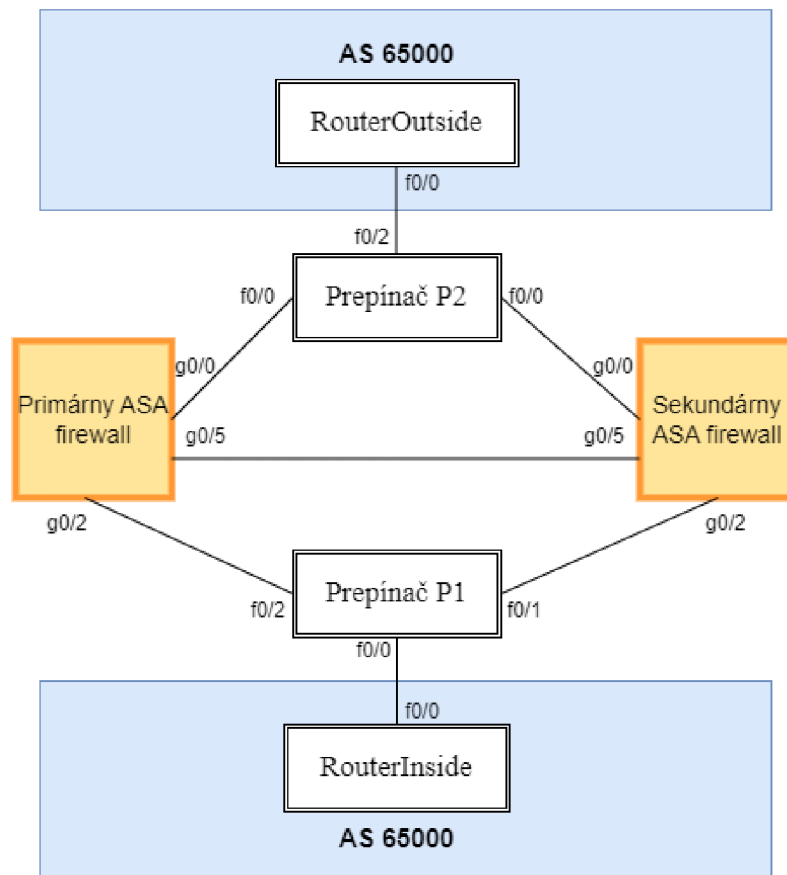 AS 65000
RouterOutside
f0/0
f0/2
f0/0
Prepínač P2
f0/0
g0/0
g0/0
Primárny ASA
firewall
Sekundárny
ASA firewall
g0/5
g0/5
g0/2
g0/2
Prepínač P1
f0/2
f0/1
f0/0
f0/0
RouterInside
AS 65000